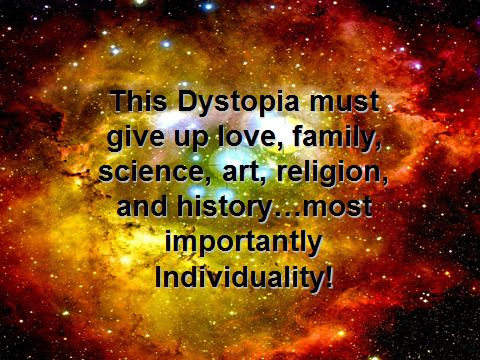 This Dystopia must
give up love, family,
science, art, religion,
and history…most
importantly
Individuality!